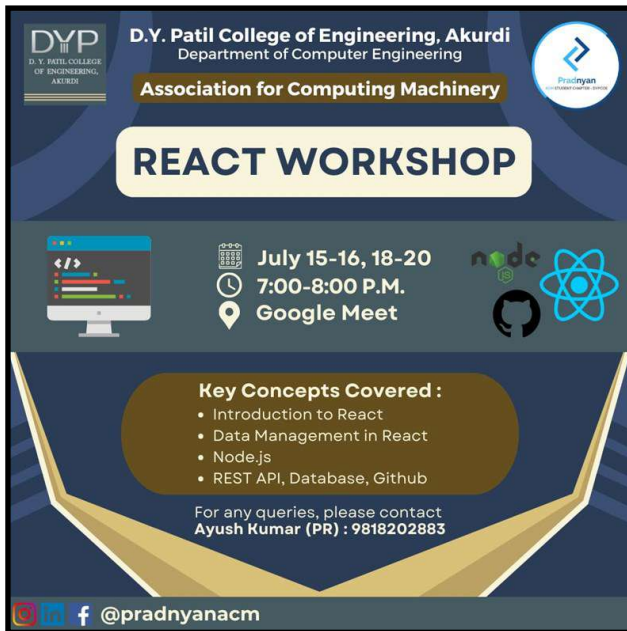 DYP
D. Y. PATIL COLLEGE
OF ENGINEERING,
AKURDI
D.Y. Patil College of Engineering, Akurdi
Department of Computer Engineering
Association for Computing Machinery
Pradnyan
REACT WORKSHOP
</>
July 15-16, 18-20
7:00-8:00 P.M.
Google Meet
node
JS
Key Concepts Covered :
• Introduction to React
• Data Management in React
• Node.js
• REST API, Database, Github
For any queries, please contact
Ayush Kumar (PR) : 9818202883
in f @pradnyanacm